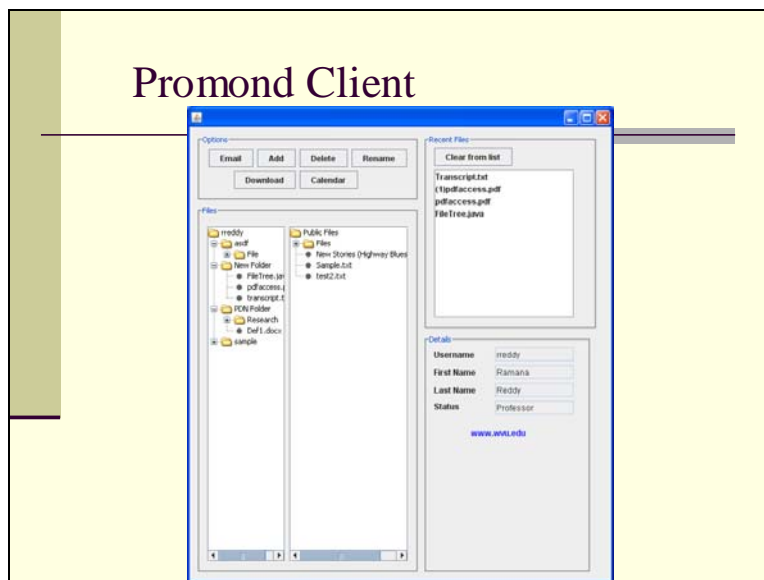 Promond Client
Options
Email Add Delete Rename
Download Calendar
Files
rreddy
asdf
File
New Folder
FileTree.jav
pdfaccess.p
transcript.t
PDN Folder
Research
Def1.docx
sample
Public Files
Files
New Stories (Highway Blues
Sample.txt
test2.txt
Recent Files
Clear from list
Transcript.txt
(1)pdfaccess.pdf
pdfaccess.pdf
FileTree.java
Details
Username rreddy
First Name Ramana
Last Name Reddy
Status Professor
www.wvu.edu